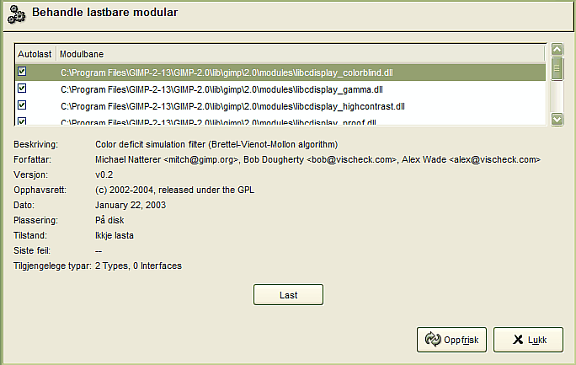 Behandle lastbare modular
Autolast Modulbane
C:\Program Files\GIMP-2-13\GIMP-2.0\lib\gimp\2.0\modules\libcdisplay_colorblind.dll
C:\Program Files\GIMP-2-13\GIMP-2.0\lib\gimp\2.0\modules\libcdisplay_gamma.dll
C:\Program Files\GIMP-2-13\GIMP-2.0\lib\gimp\2.0\modules\libcdisplay_highcontrast.dll
C:\Program Files\GIMP-2-13\GIMP-2.0\lib\gimp\2.0\modules\libcdisplay_proof.dll
Beskriving: Color deficit simulation filter (Brettel-Vienot-Mollon algorithm)
Forfattar: Michael Natterer <mitch@gimp.org>, Bob Dougherty <bob@vischeck.com>, Alex Wade <alex@vischeck.com>
Versjon: v0.2
Opphavsrett: (c) 2002-2004, released under the GPL
Dato: January 22, 2003
Plassering: På disk
Tilstand: Ikkje lasta
Siste feil: --
Tilgjengelege typar: 2 Types, 0 Interfaces
Last
Oppfrisk Lukk